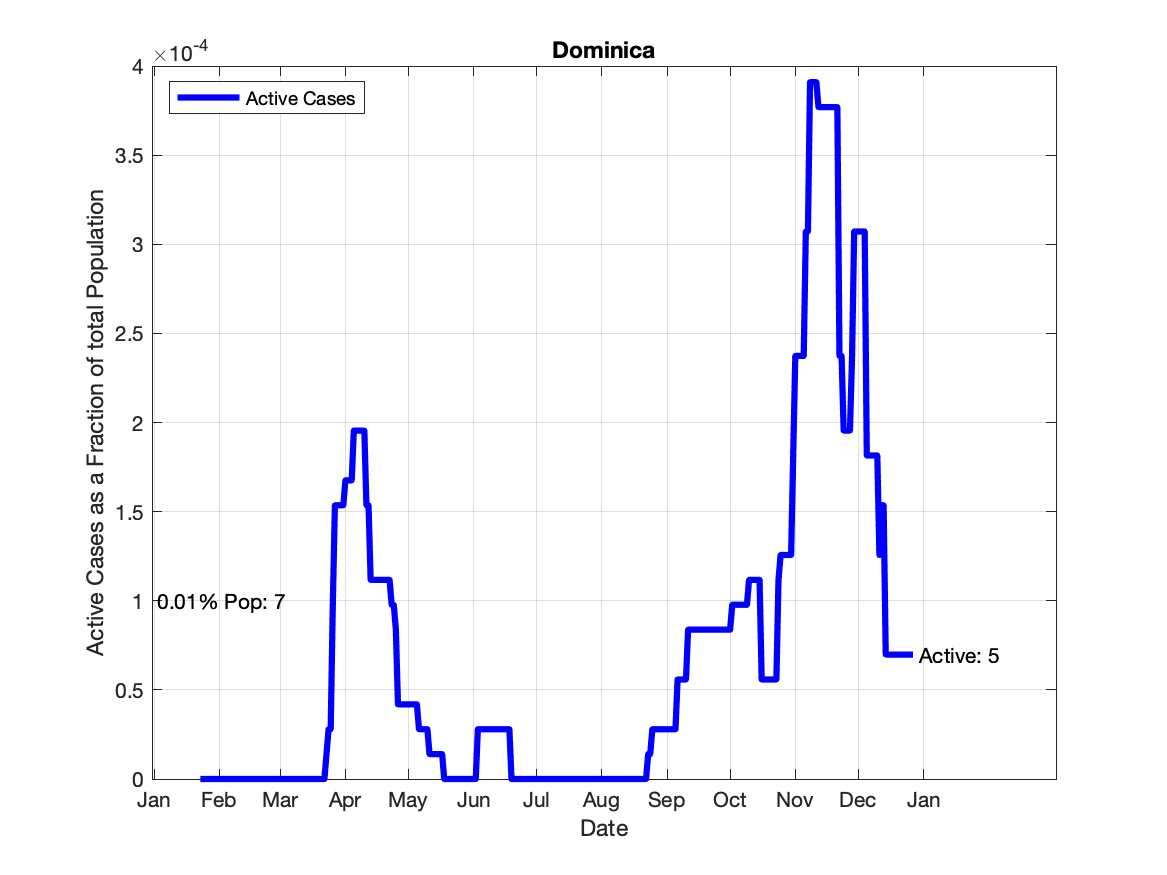 ×10⁻⁴
Dominica
Active Cases
4
3.5
3
2.5
2
1.5
1
0.5
0
Active Cases as a Fraction of total Population
0.01% Pop: 7
Active: 5
Jan Feb Mar Apr May Jun Jul Aug Sep Oct Nov Dec Jan
Date